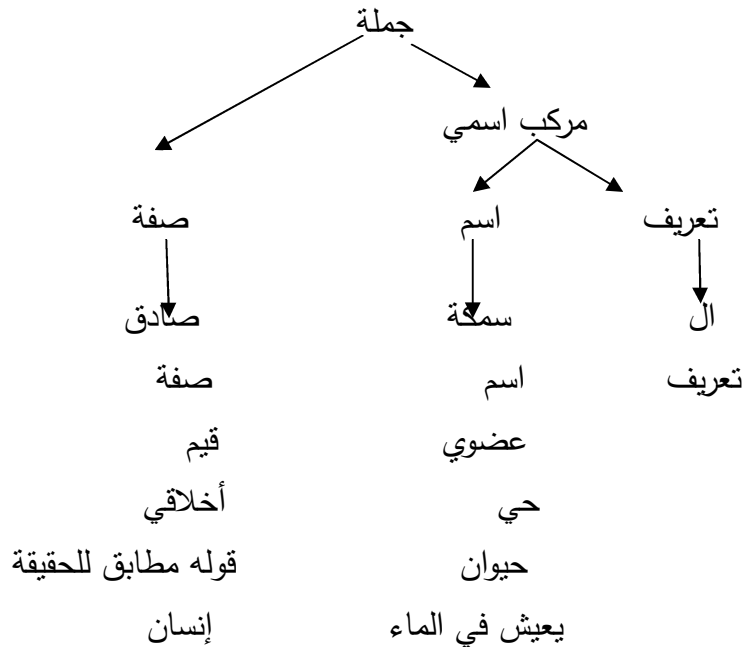 جملة
مركب اسمي
تعريف اسم صفة
ال سمكة صادق
تعريف اسم صفة
عضوي قيم
حي أخلاقي
حيوان قوله مطابق للحقيقة
يعيش في الماء إنسان